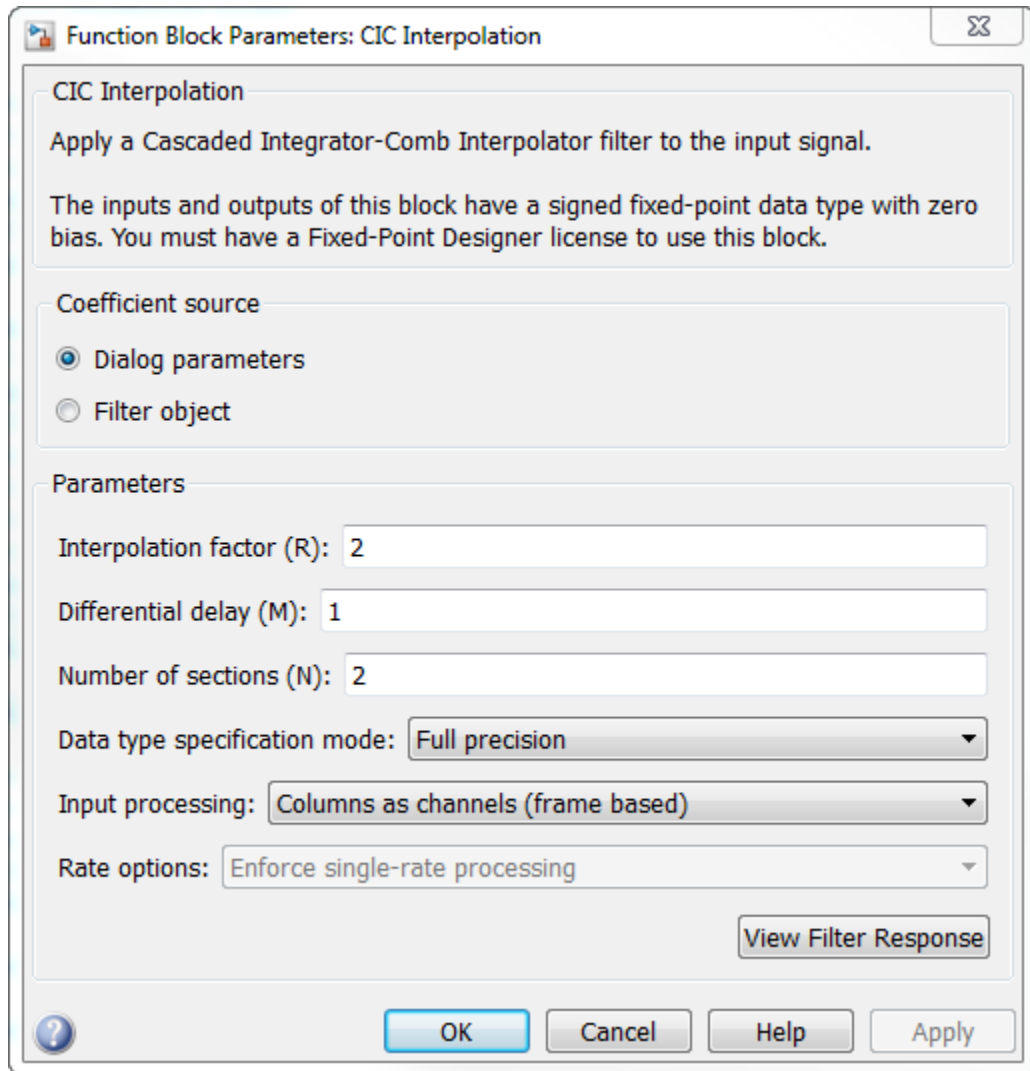 Function Block Parameters: CIC Interpolation
CIC Interpolation
Apply a Cascaded Integrator-Comb Interpolator filter to the input signal.
The inputs and outputs of this block have a signed fixed-point data type with zero
bias. You must have a Fixed-Point Designer license to use this block.
Coefficient source
Dialog parameters
Filter object
Parameters
Interpolation factor (R): 2
Differential delay (M): 1
Number of sections (N): 2
Data type specification mode: Full precision
Input processing: Columns as channels (frame based)
Rate options: Enforce single-rate processing
View Filter Response
? OK Cancel Help Apply